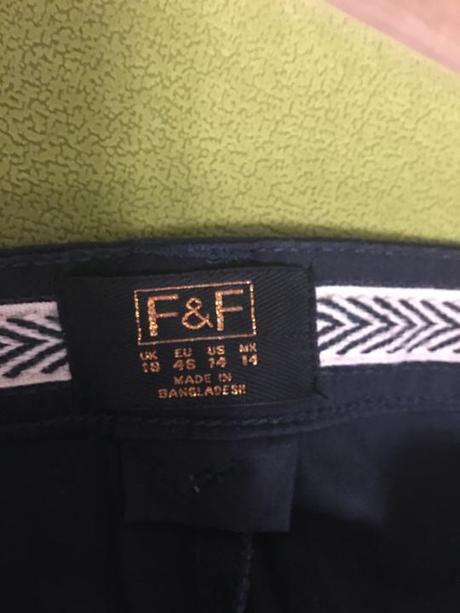 F&F
UK EU US MX
18 46 14 14
MADE IN
BANGLADESH